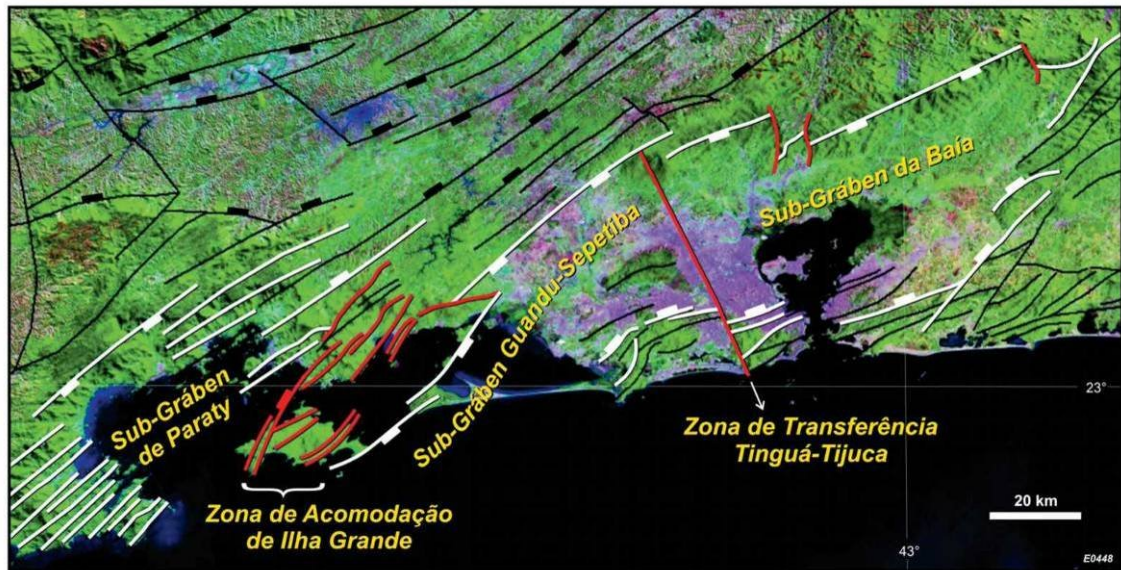 Sub-Gráben da Baía
Sub-Gráben Guandu-Sepetiba
Sub-Gráben
de Paraty
23°
Zona de Transferência
Tinguá-Tijuca
Zona de Acomodação
de Ilha Grande
20 km
43°
E0448